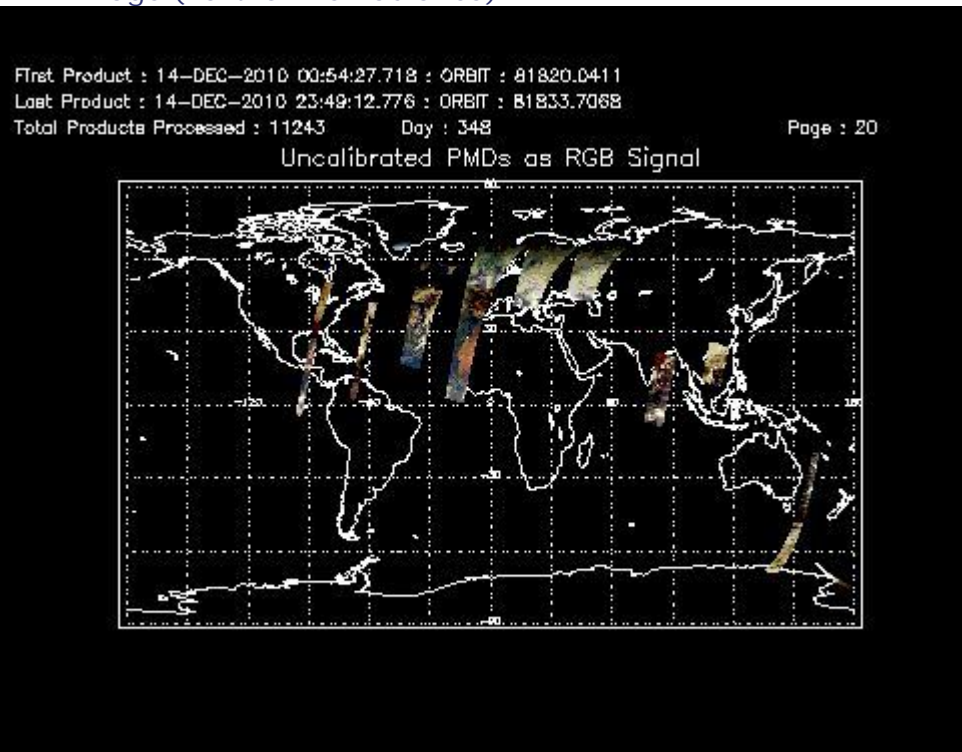 First Product : 14-DEC-2010 00:54:27.718 : ORBIT : 81820.0411
Last Product : 14-DEC-2010 23:49:12.776 : ORBIT : 81833.7068
Total Products Processed : 11243 Day : 348 Page : 20
Uncalibrated PMDs as RGB Signal
-120
-30
-90